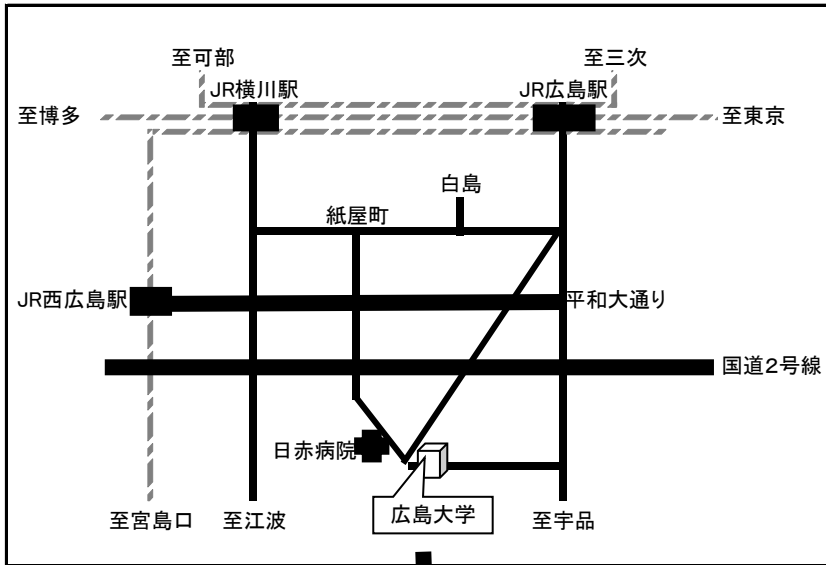 至可部
至三次
JR横川駅
JR広島駅
至博多
至東京
白島
紙屋町
JR西広島駅
平和大通り
国道2号線
日赤病院
広島大学
至宮島口
至江波
至宇品